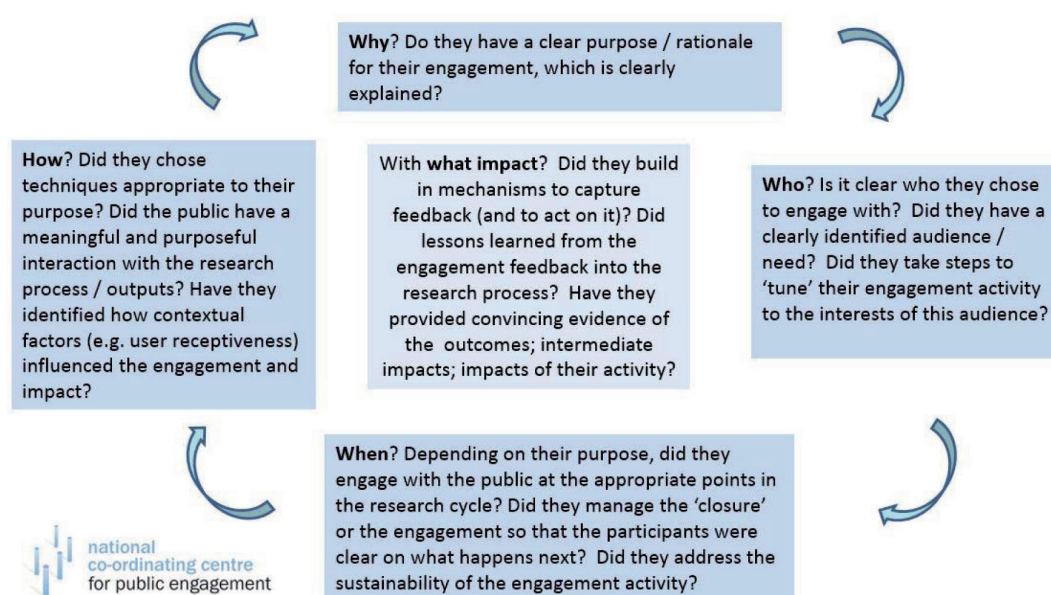 Why? Do they have a clear purpose / rationale
for their engagement, which is clearly
explained?
How? Did they chose
techniques appropriate to their
purpose? Did the public have a
meaningful and purposeful
interaction with the research
process / outputs? Have they
identified how contextual
factors (e.g. user receptiveness)
influenced the engagement and
impact?
With what impact? Did they build
in mechanisms to capture
feedback (and to act on it)? Did
lessons learned from the
engagement feedback into the
research process? Have they
provided convincing evidence of
the outcomes; intermediate
impacts; impacts of their activity?
Who? Is it clear who they chose
to engage with? Did they have a
clearly identified audience /
need? Did they take steps to
‘tune’ their engagement activity
to the interests of this audience?
When? Depending on their purpose, did they
engage with the public at the appropriate points in
the research cycle? Did they manage the ‘closure’
or the engagement so that the participants were
clear on what happens next? Did they address the
sustainability of the engagement activity?
national
co-ordinating centre
for public engagement